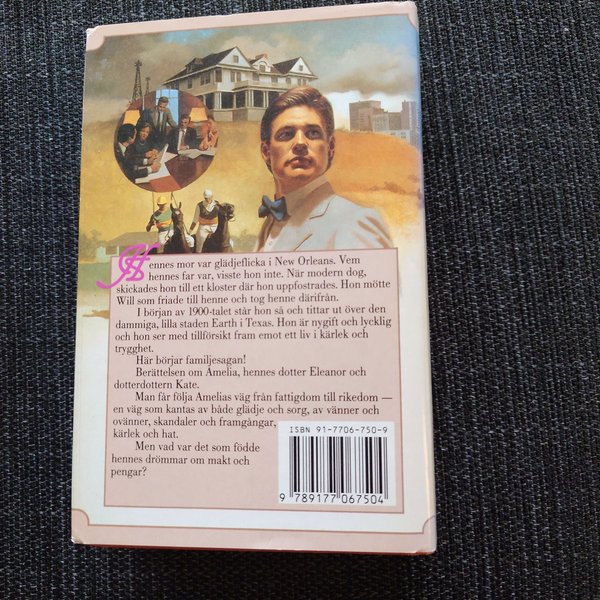 Hennes mor var glädjeflicka i New Orleans. Vem
hennes far var, visste hon inte. När modern dog,
skickades hon till ett kloster där hon uppfostrades. Hon mötte
Will som friade till henne och tog henne därifrån.
I början av 1900-talet står hon så och tittar ut över den
dammiga, lilla staden Earth i Texas. Hon är nygift och lycklig
och hon ser med tillförsikt fram emot ett liv i kärlek och
trygghet.
Här börjar familjesagan!
Berättelsen om Amelia, hennes dotter Eleanor och
dotterdottern Kate.
Man får följa Amelias väg från fattigdom till rikedom —
en väg som kantas av både glädje och sorg, av vänner och
ovänner, skandaler och framgångar,
kärlek och hat.
Men vad var det som födde
hennes drömmar om makt och
pengar?
ISBN 91-7706-750-9
9 789177 067504